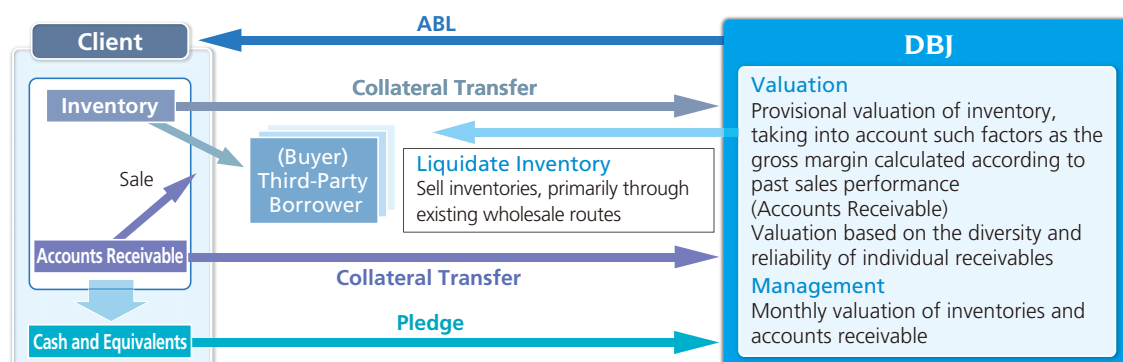 ABL
Client
DBJ
Inventory
Collateral Transfer
Sale
(Buyer)
Third-Party
Borrower
Liquidate Inventory
Sell inventories, primarily through
existing wholesale routes
Accounts Receivable
Collateral Transfer
Cash and Equivalents
Pledge
Valuation
Provisional valuation of inventory,
taking into account such factors as the
gross margin calculated according to
past sales performance
(Accounts Receivable)
Valuation based on the diversity and
reliability of individual receivables
Management
Monthly valuation of inventories and
accounts receivable